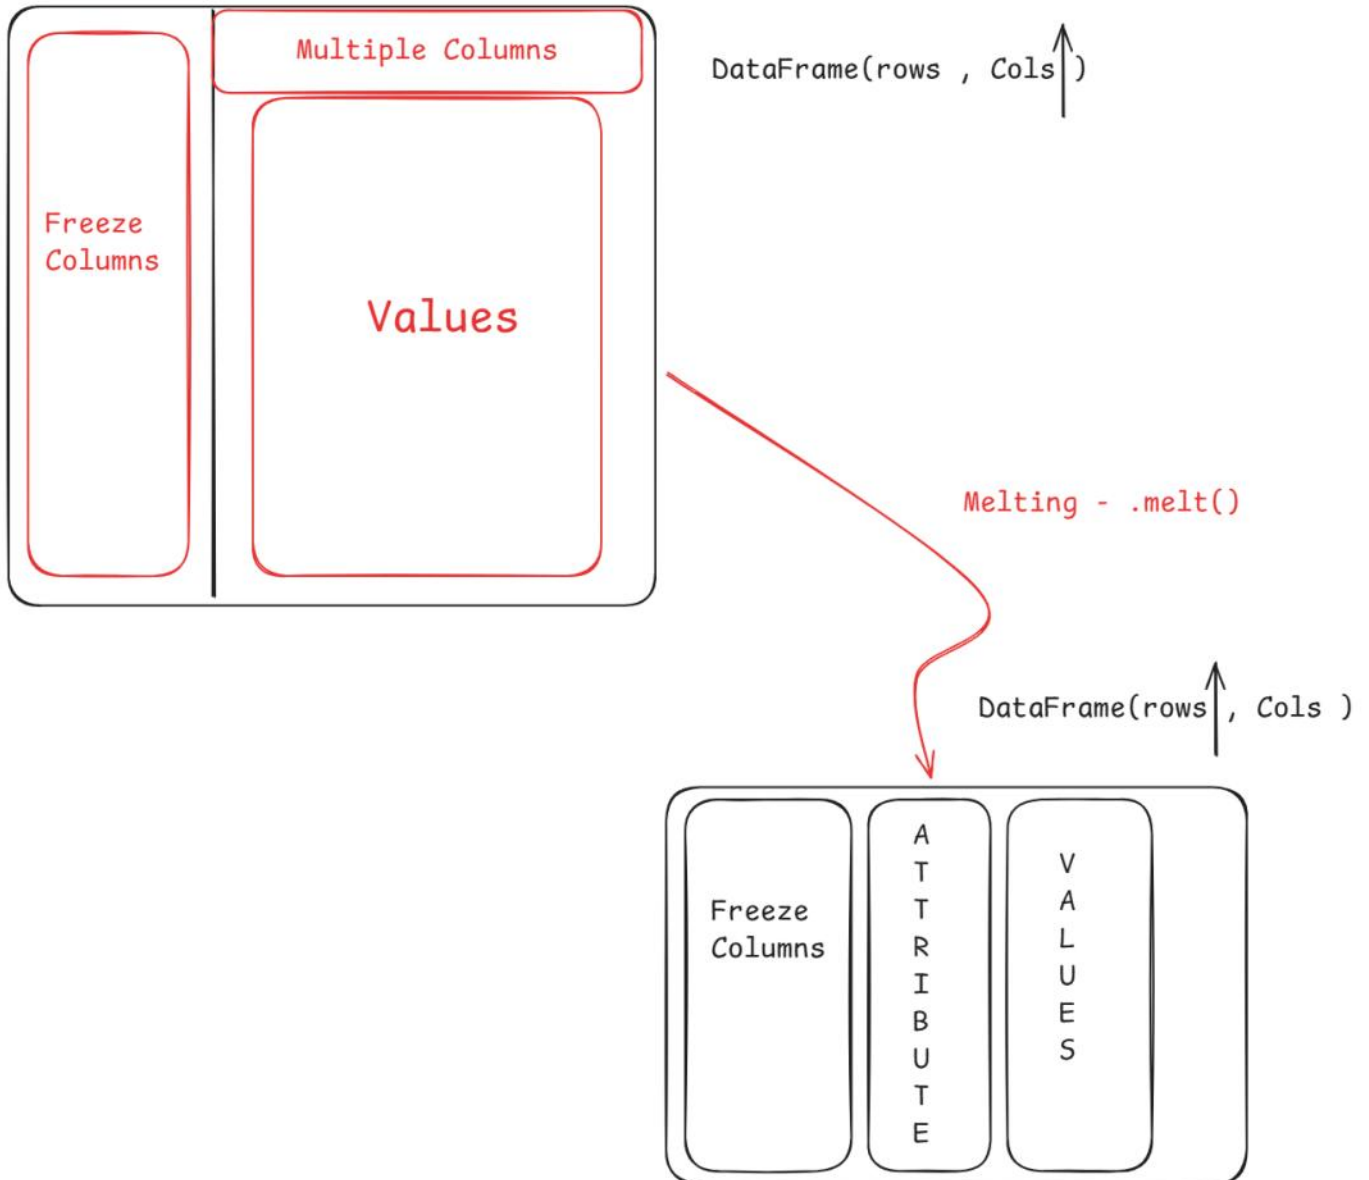 Multiple Columns
DataFrame(rows , Cols )
Freeze
Columns
Values
Melting - .melt()
DataFrame(rows , Cols )
Freeze
Columns
A
T
T
R
I
B
U
T
E
V
A
L
U
E
S